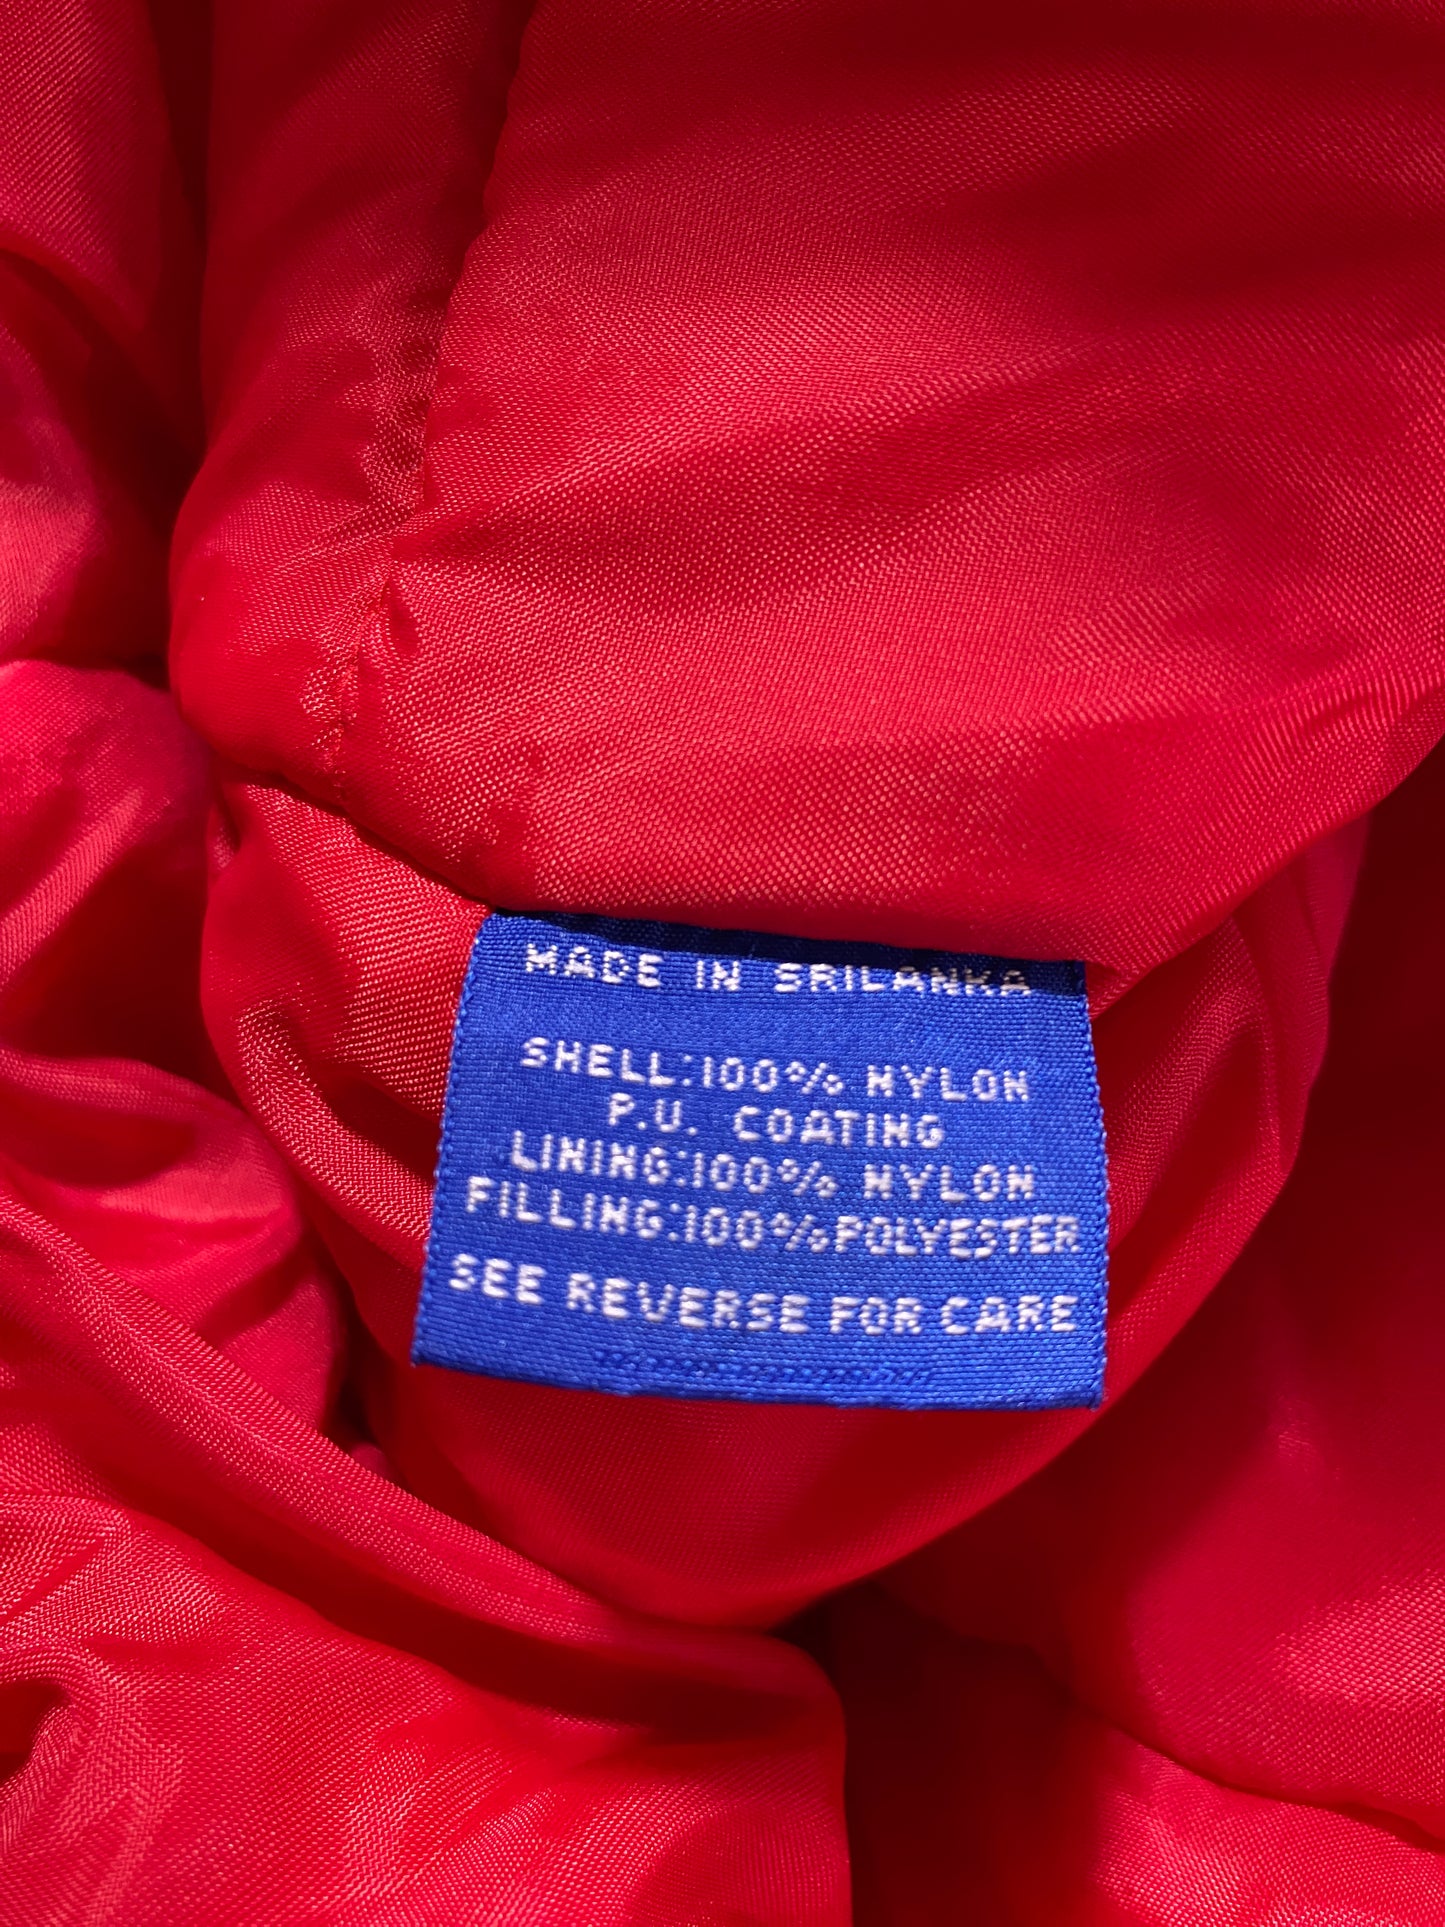 MADE IN SRILANKA
SHELL:100% NYLON
P.U. COATING
LINING:100% NYLON
FILLING:100%POLYESTER
SEE REVERSE FOR CARE